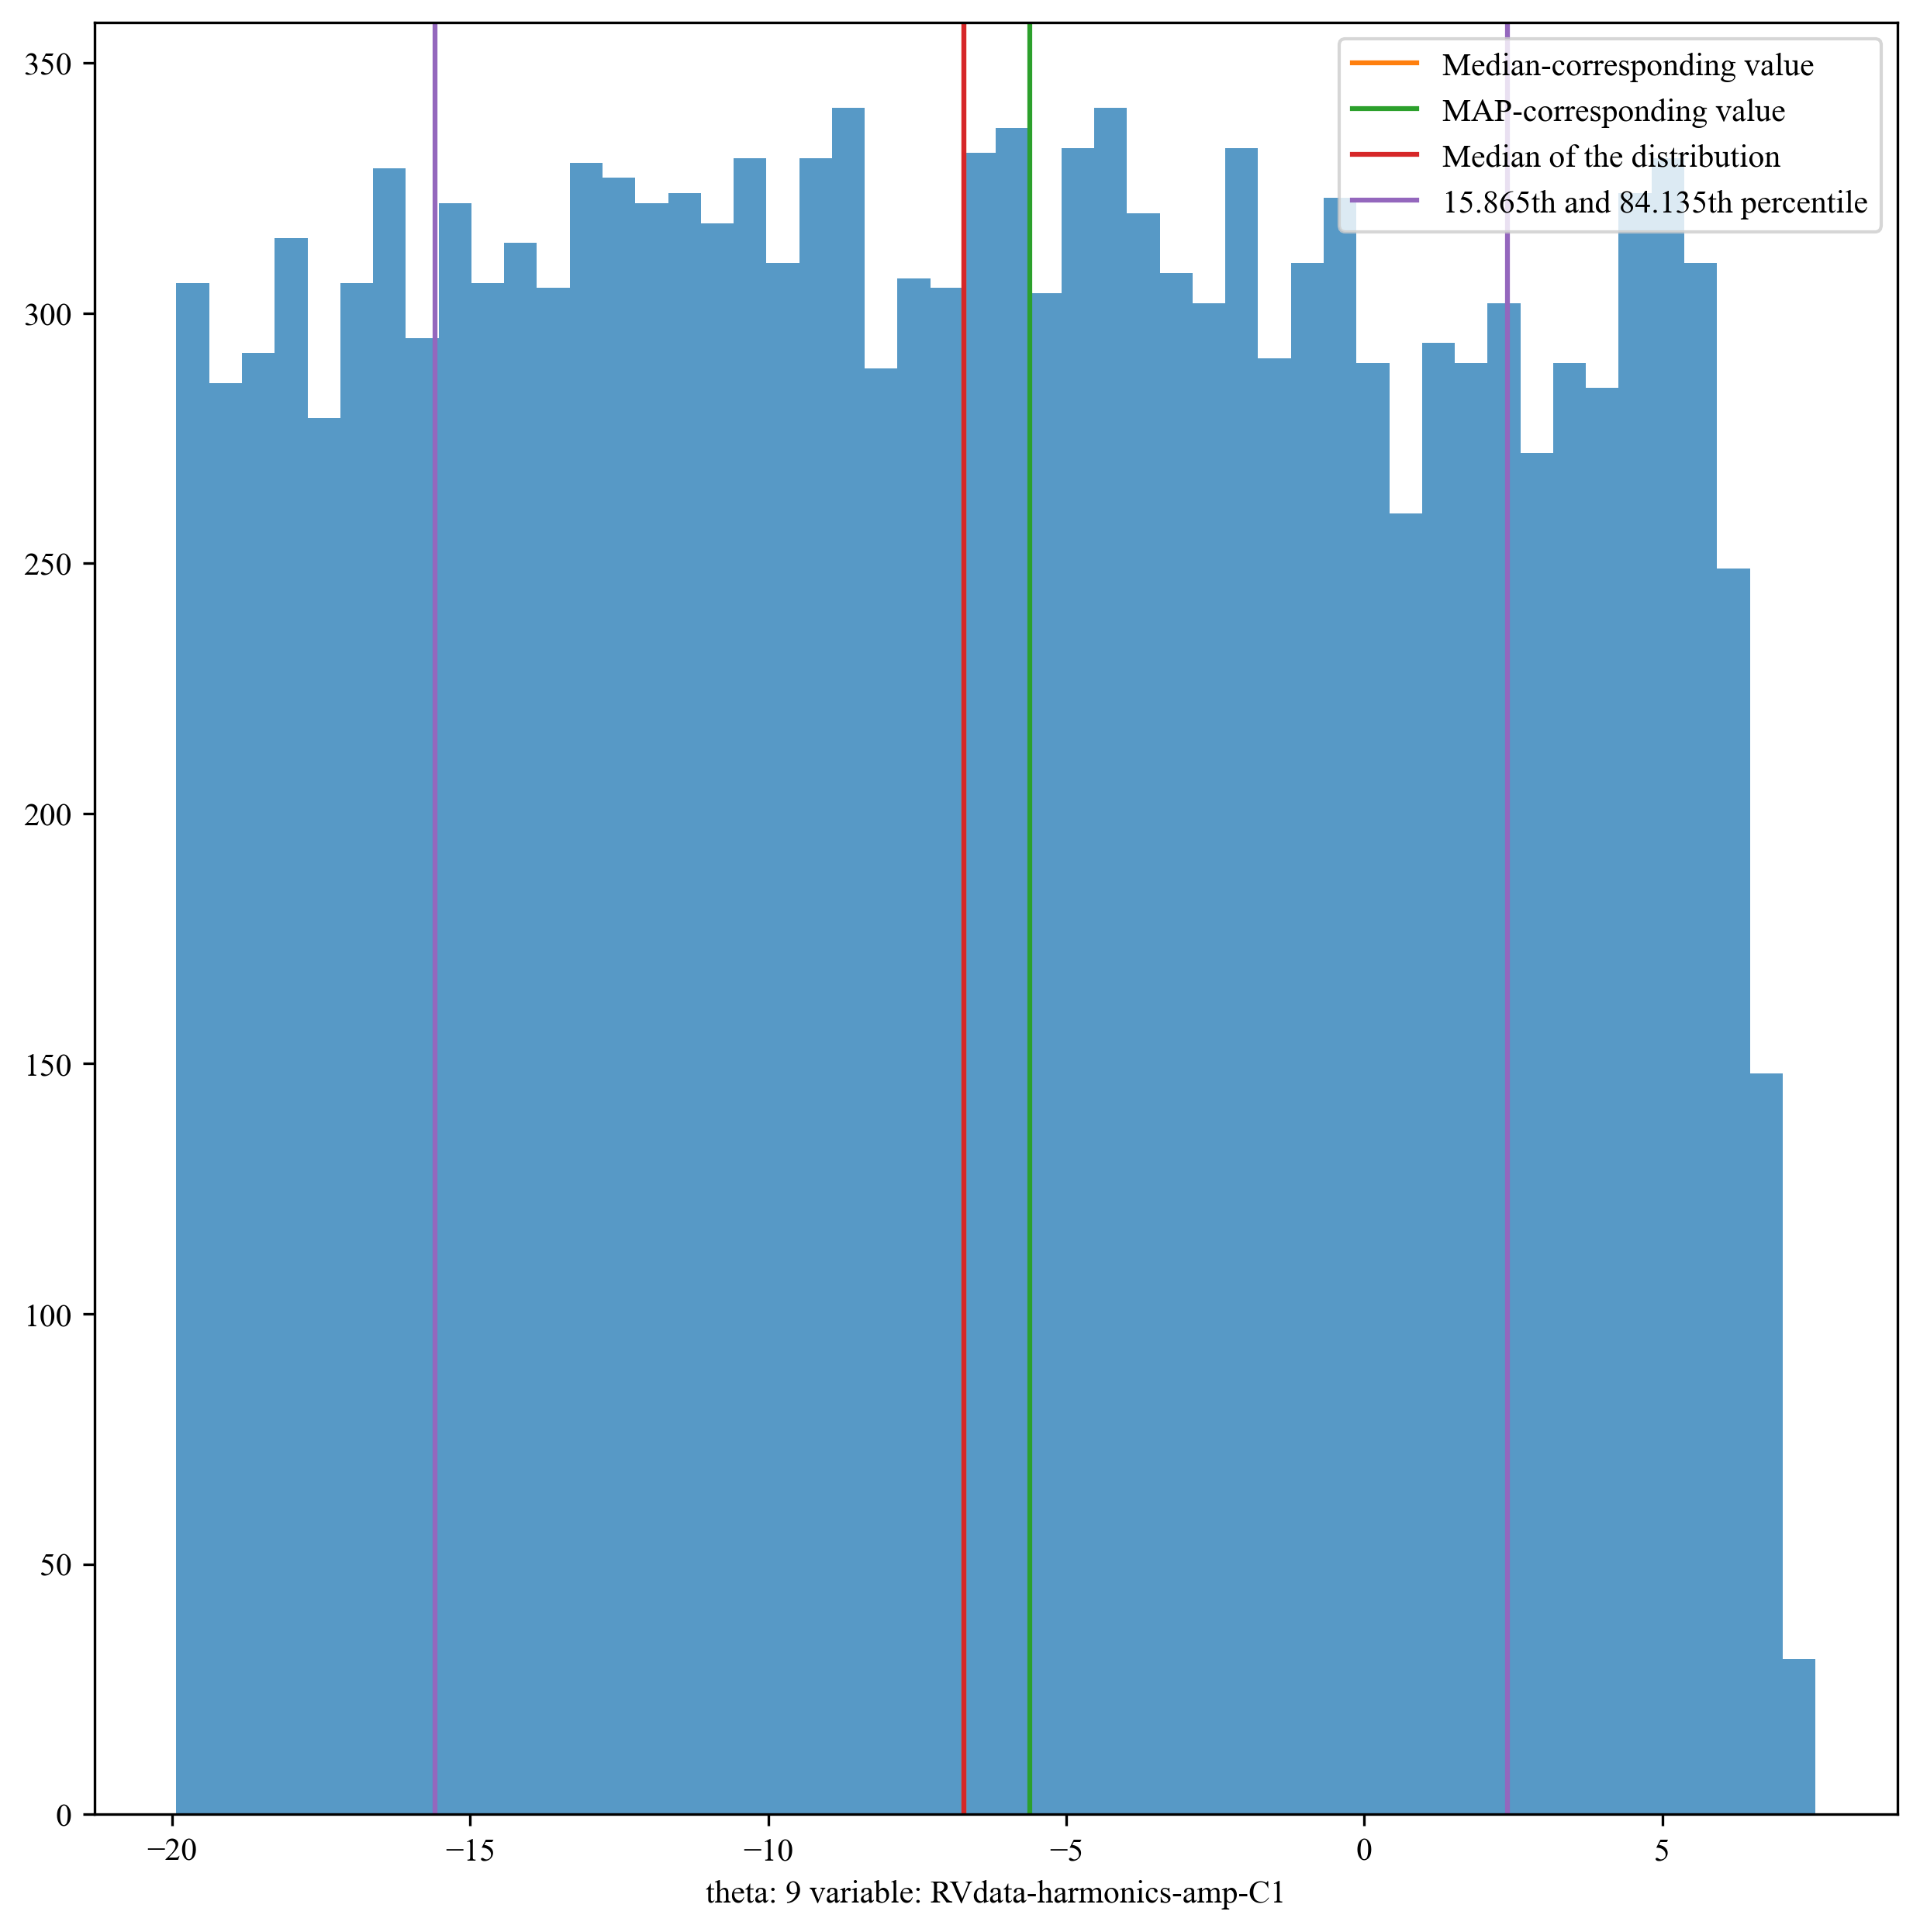 350
300
250
200
150
100
50
0
Median-corresponding value
MAP-corresponding value
Median of the distribution
15.865th and 84.135th percentile
−20 −15 −10 −5 0 5
theta: 9 variable: RVdata-harmonics-amp-C1